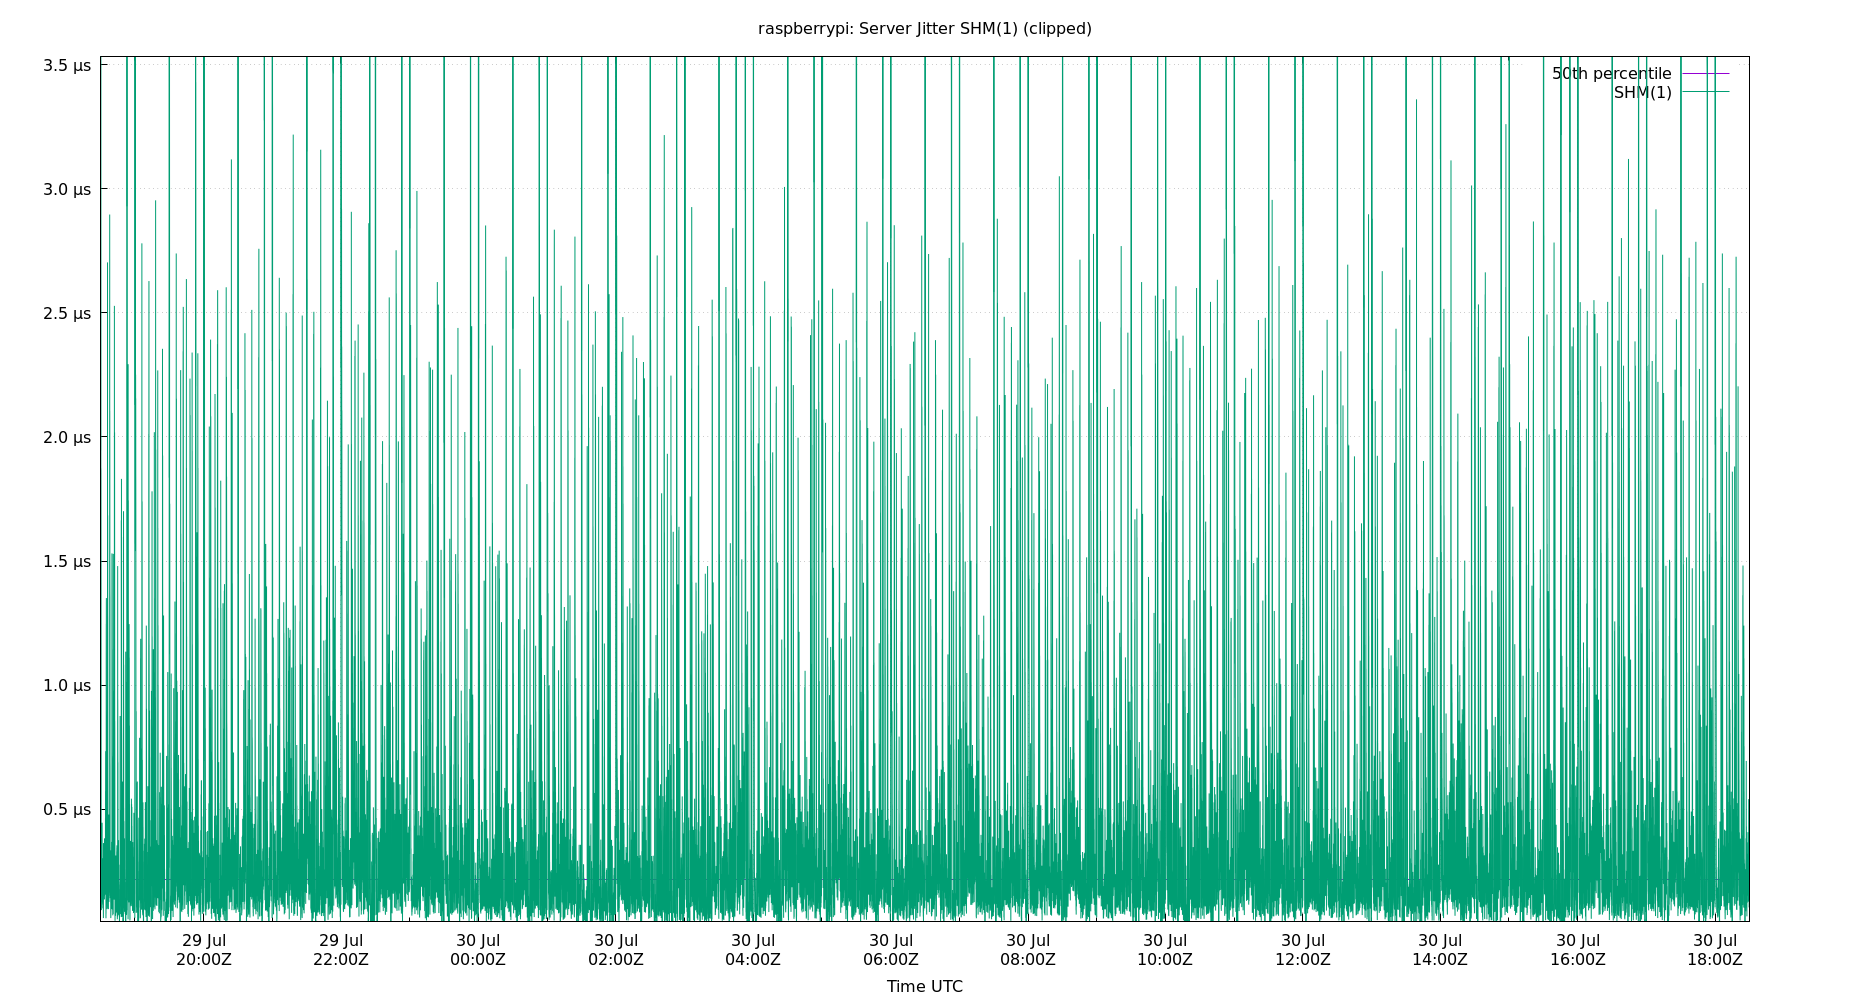 raspberrypi: Server Jitter SHM(1) (clipped)
3.5 µs
3.0 µs
2.5 µs
2.0 µs
1.5 µs
1.0 µs
0.5 µs
50th percentile
SHM(1)
29 Jul 29 Jul 30 Jul 30 Jul 30 Jul 30 Jul 30 Jul 30 Jul 30 Jul 30 Jul 30 Jul 30 Jul
20:00Z 22:00Z 00:00Z 02:00Z 04:00Z 06:00Z 08:00Z 10:00Z 12:00Z 14:00Z 16:00Z 18:00Z
Time UTC